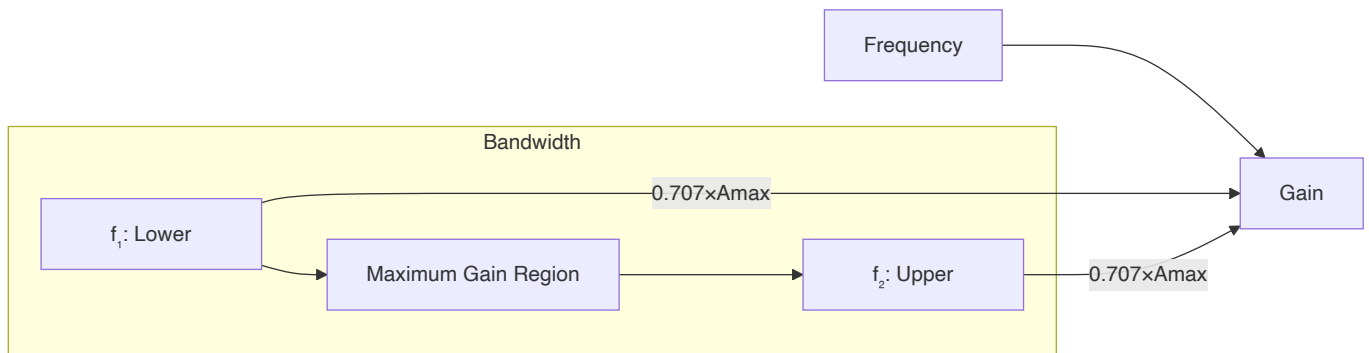 Frequency
Bandwidth
0.707×Amax
Gain
f₁: Lower
Maximum Gain Region
f₂: Upper
0.707×Amax